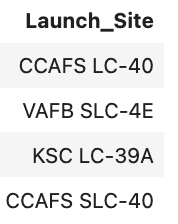 Launch_Site
CCAFS LC-40
VAFB SLC-4E
KSC LC-39A
CCAFS SLC-40